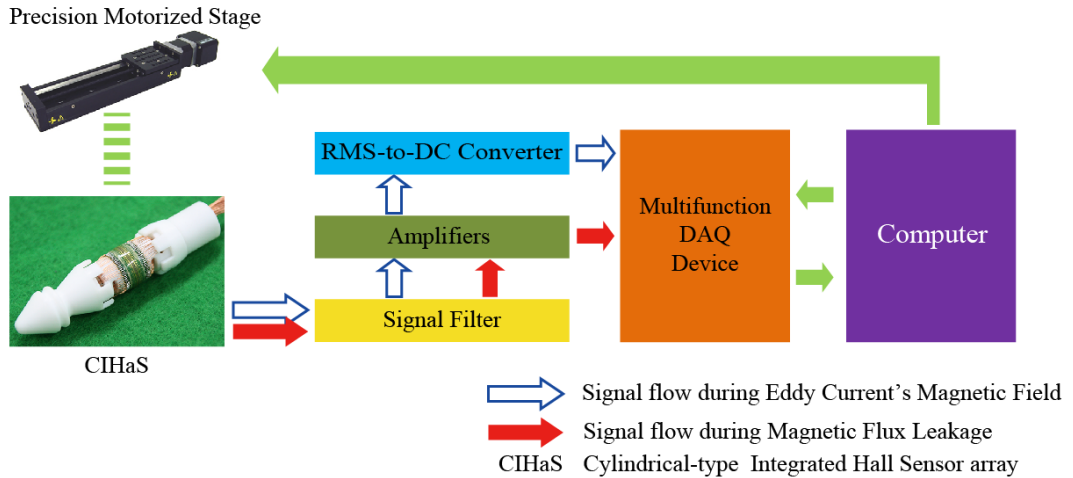 Precision Motorized Stage
RMS-to-DC Converter
Amplifiers
Signal Filter
Multifunction
DAQ
Device
Computer
CIHaS
Signal flow during Eddy Current's Magnetic Field
Signal flow during Magnetic Flux Leakage
CIHaS Cylindrical-type Integrated Hall Sensor array